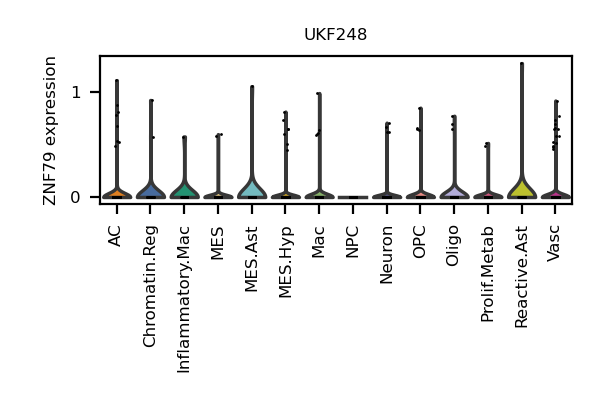 UKF248
ZNF79 expression
1
0
AC
Chromatin.Reg
Inflammatory.Mac
MES
MES.Ast
MES.Hyp
Mac
NPC
Neuron
OPC
Oligo
Prolif.Metab
Reactive.Ast
Vasc